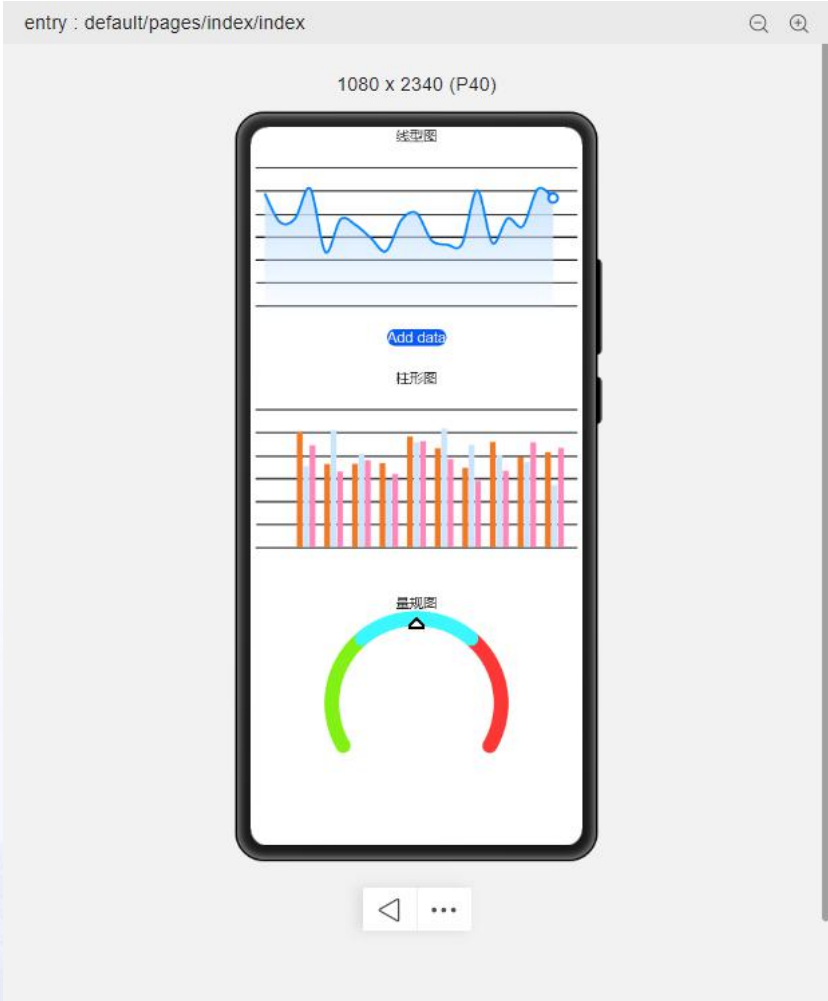 entry : default/pages/index/index
1080 x 2340 (P40)
线型图
Add data
柱形图
量规图